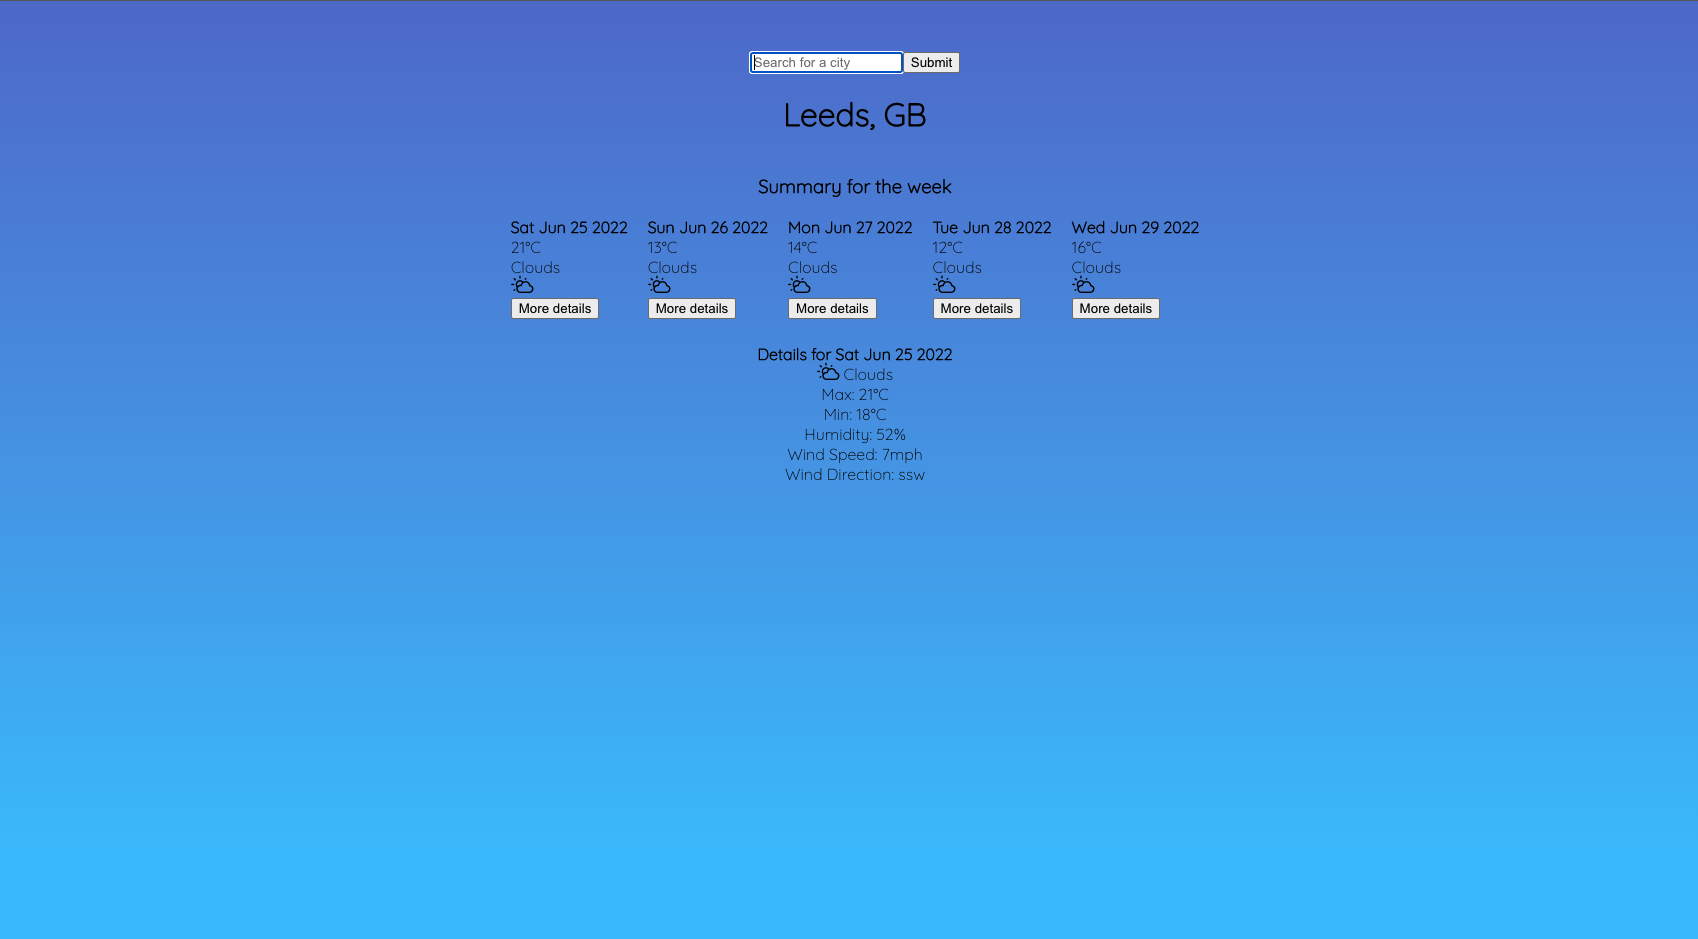 Search for a city Submit
Leeds, GB
Summary for the week
Sat Jun 25 2022 Sun Jun 26 2022 Mon Jun 27 2022 Tue Jun 28 2022 Wed Jun 29 2022
21°C 13°C 14°C 12°C 16°C
Clouds Clouds Clouds Clouds Clouds
More details More details More details More details More details
Details for Sat Jun 25 2022
Clouds
Max: 21°C
Min: 18°C
Humidity: 52%
Wind Speed: 7mph
Wind Direction: ssw